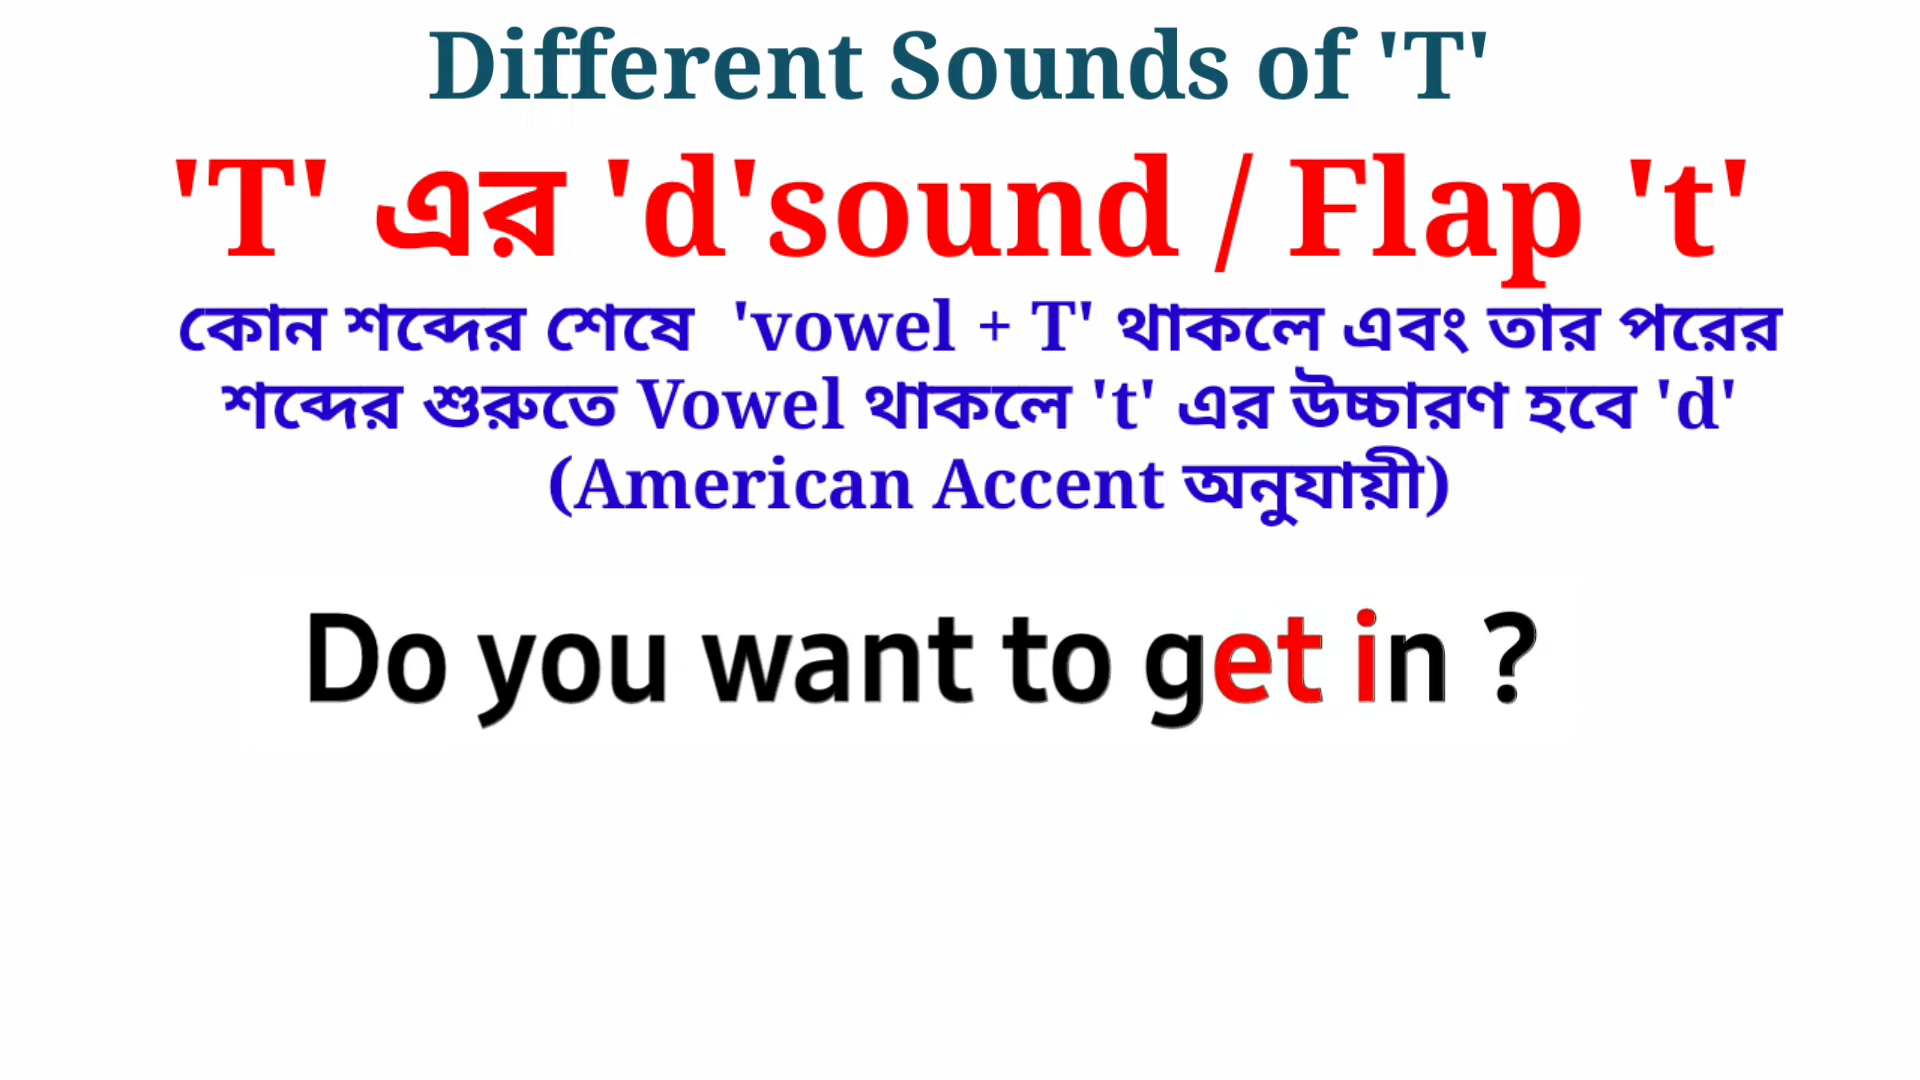 Different Sounds of 'T'
'T' এর 'd'sound / Flap 't'
কোন শব্দের শেষে 'vowel + T' থাকলে এবং তার পরের
শব্দের শুরুতে Vowel থাকলে 't' এর উচ্চারণ হবে 'd'
(American Accent অনুযায়ী)
Do you want to get in ?